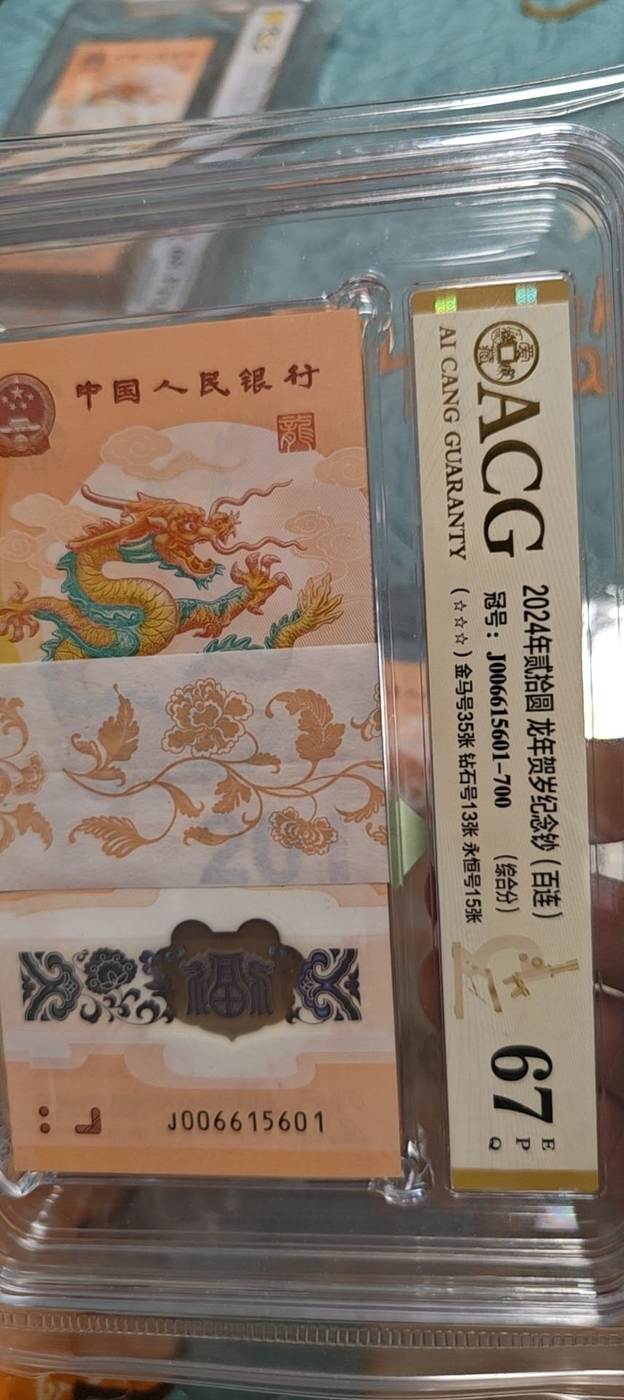 中国人民银行
龍
福
J006615601
ACG
AI CANG GUARANTY
2024年贰拾圆 龙年贺岁纪念钞（百连）
冠号：J006615601-700 （综合分）
（☆☆☆）金马号35张 钻石号13张 永恒号15张
67
E
P
Q